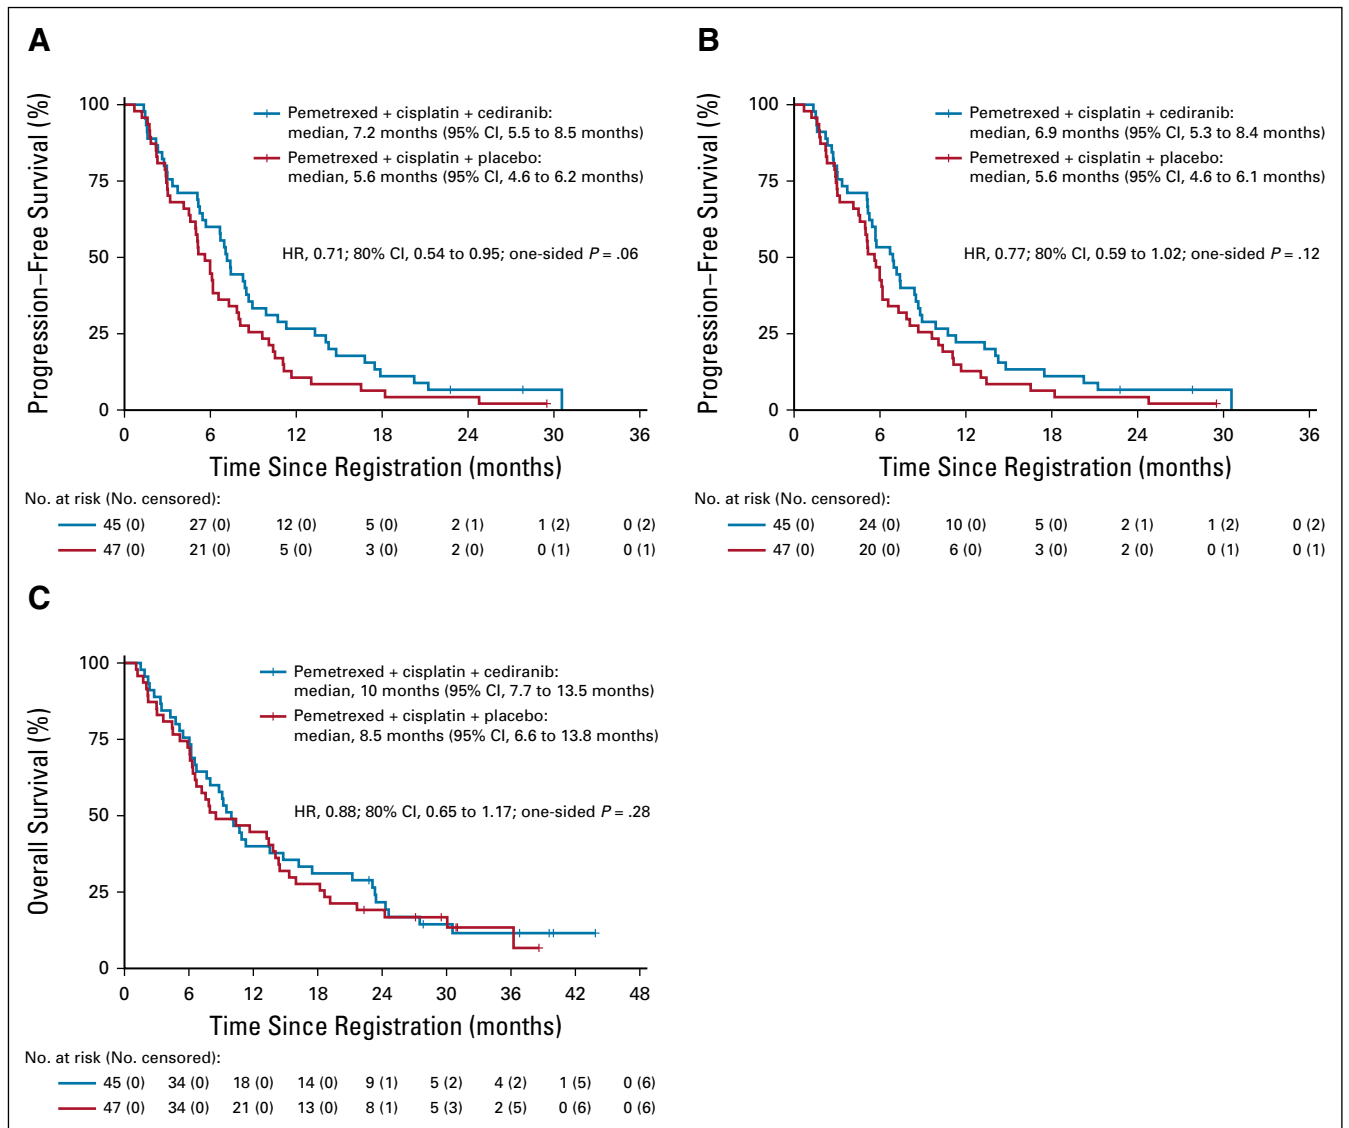 A
Progression–Free Survival (%)
100
75
50
25
0
Pemetrexed + cisplatin + cediranib:
median, 7.2 months (95% CI, 5.5 to 8.5 months)
Pemetrexed + cisplatin + placebo:
median, 5.6 months (95% CI, 4.6 to 6.2 months)
HR, 0.71; 80% CI, 0.54 to 0.95; one-sided P = .06
0 6 12 18 24 30 36
Time Since Registration (months)
No. at risk (No. censored):
45 (0) 27 (0) 12 (0) 5 (0) 2 (1) 1 (2) 0 (2)
47 (0) 21 (0) 5 (0) 3 (0) 2 (0) 0 (1) 0 (1)
B
Progression–Free Survival (%)
100
75
50
25
0
Pemetrexed + cisplatin + cediranib:
median, 6.9 months (95% CI, 5.3 to 8.4 months)
Pemetrexed + cisplatin + placebo:
median, 5.6 months (95% CI, 4.6 to 6.1 months)
HR, 0.77; 80% CI, 0.59 to 1.02; one-sided P = .12
0 6 12 18 24 30 36
Time Since Registration (months)
No. at risk (No. censored):
45 (0) 24 (0) 10 (0) 5 (0) 2 (1) 1 (2) 0 (2)
47 (0) 20 (0) 6 (0) 3 (0) 2 (0) 0 (1) 0 (1)
C
Overall Survival (%)
100
75
50
25
0
Pemetrexed + cisplatin + cediranib:
median, 10 months (95% CI, 7.7 to 13.5 months)
Pemetrexed + cisplatin + placebo:
median, 8.5 months (95% CI, 6.6 to 13.8 months)
HR, 0.88; 80% CI, 0.65 to 1.17; one-sided P = .28
0 6 12 18 24 30 36 42 48
Time Since Registration (months)
No. at risk (No. censored):
45 (0) 34 (0) 18 (0) 14 (0) 9 (1) 5 (2) 4 (2) 1 (5) 0 (6)
47 (0) 34 (0) 21 (0) 13 (0) 8 (1) 5 (3) 2 (5) 0 (6) 0 (6)